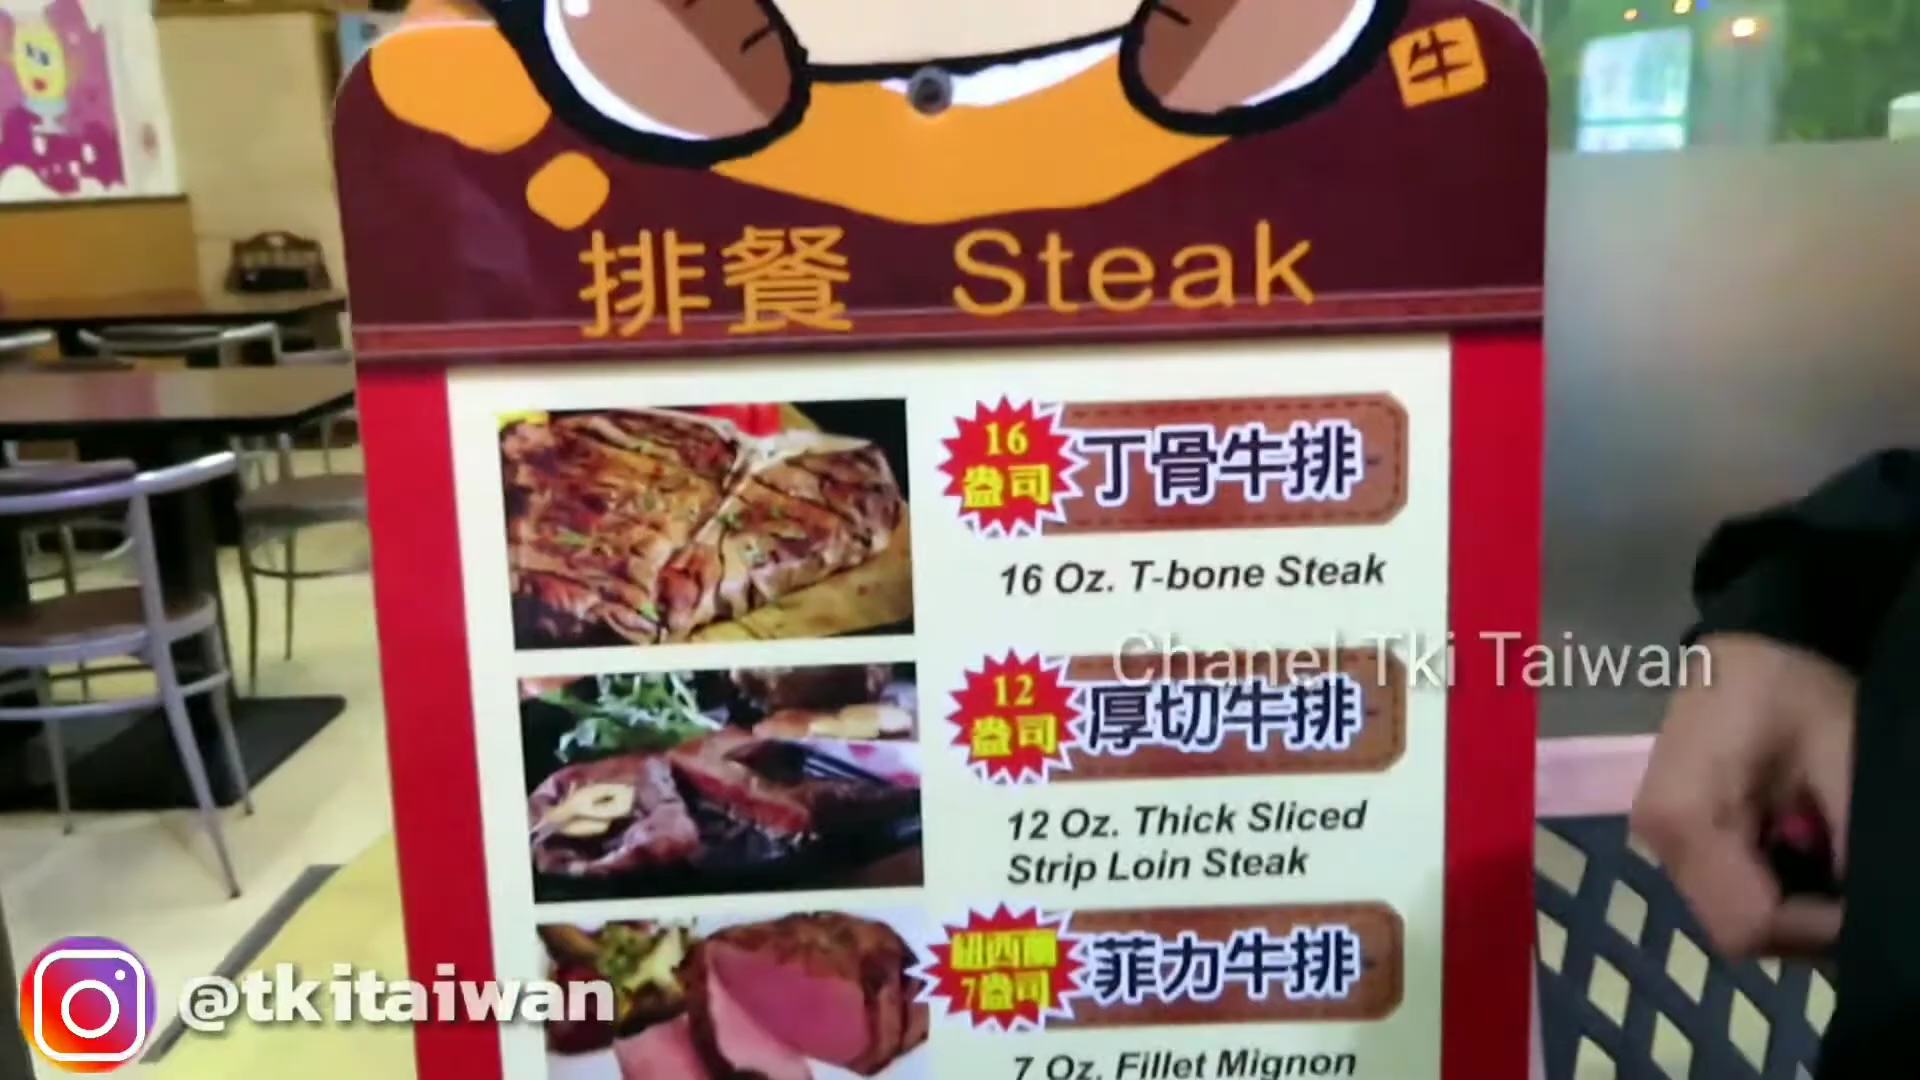 牛
排餐 Steak
16
盎司
丁骨牛排
16 Oz. T-bone Steak
Chanel Tki Taiwan
12
盎司
厚切牛排
12 Oz. Thick Sliced
Strip Loin Steak
紐西蘭
7盎司
菲力牛排
7 Oz. Fillet Mignon
@tkitaiwan